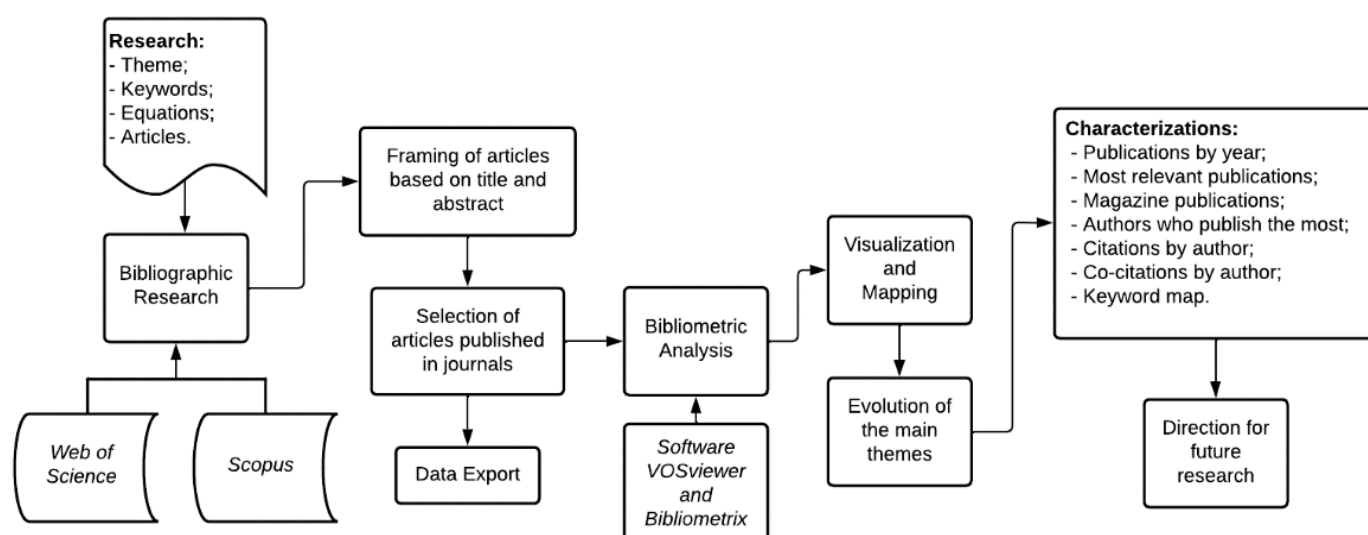 Research:
- Theme;
- Keywords;
- Equations;
- Articles.
Bibliographic
Research
Web of
Science
Scopus
Framing of articles
based on title and
abstract
Selection of
articles published
in journals
Data Export
Bibliometric
Analysis
Software
VOSviewer
and
Bibliometrix
Visualization
and
Mapping
Evolution of
the main
themes
Characterizations:
- Publications by year;
- Most relevant publications;
- Magazine publications;
- Authors who publish the most;
- Citations by author;
- Co-citations by author;
- Keyword map.
Direction for
future
research